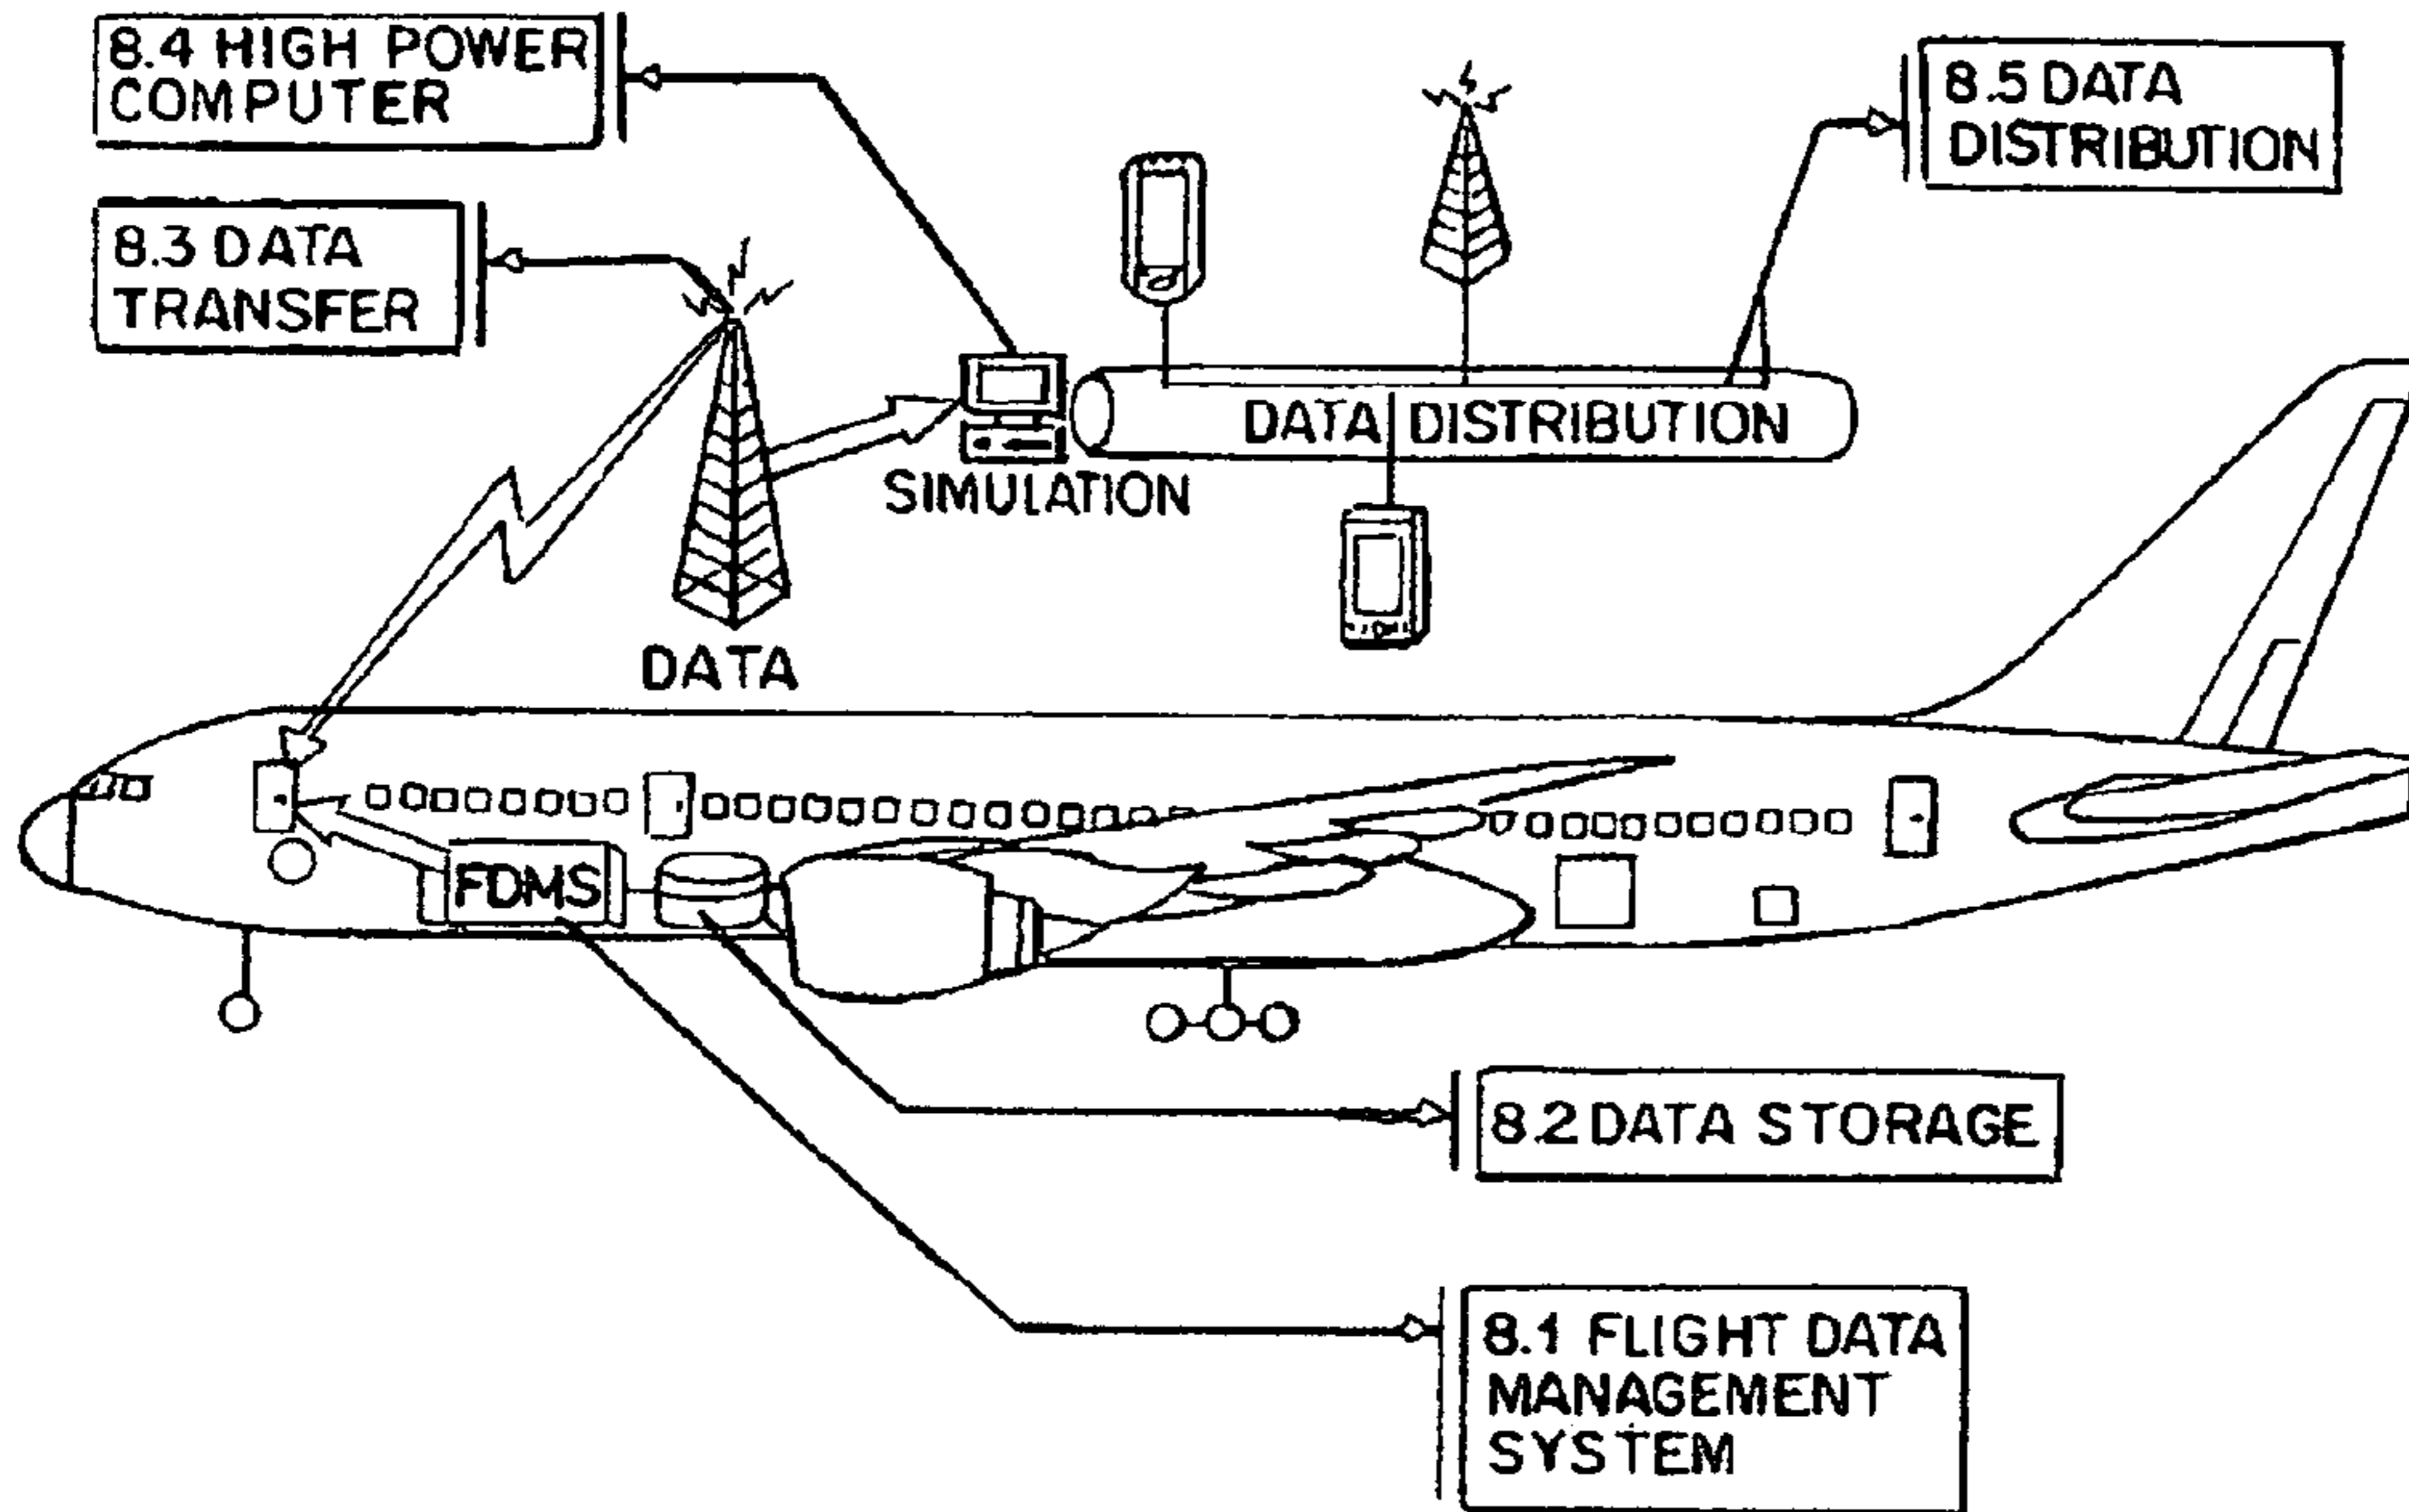 8.4 HIGH POWER
COMPUTER
8.5 DATA
DISTRIBUTION
8.3 DATA
TRANSFER
DATA DISTRIBUTION
SIMULATION
DATA
FDMS
8.2 DATA STORAGE
8.1 FLIGHT DATA
MANAGEMENT
SYSTEM